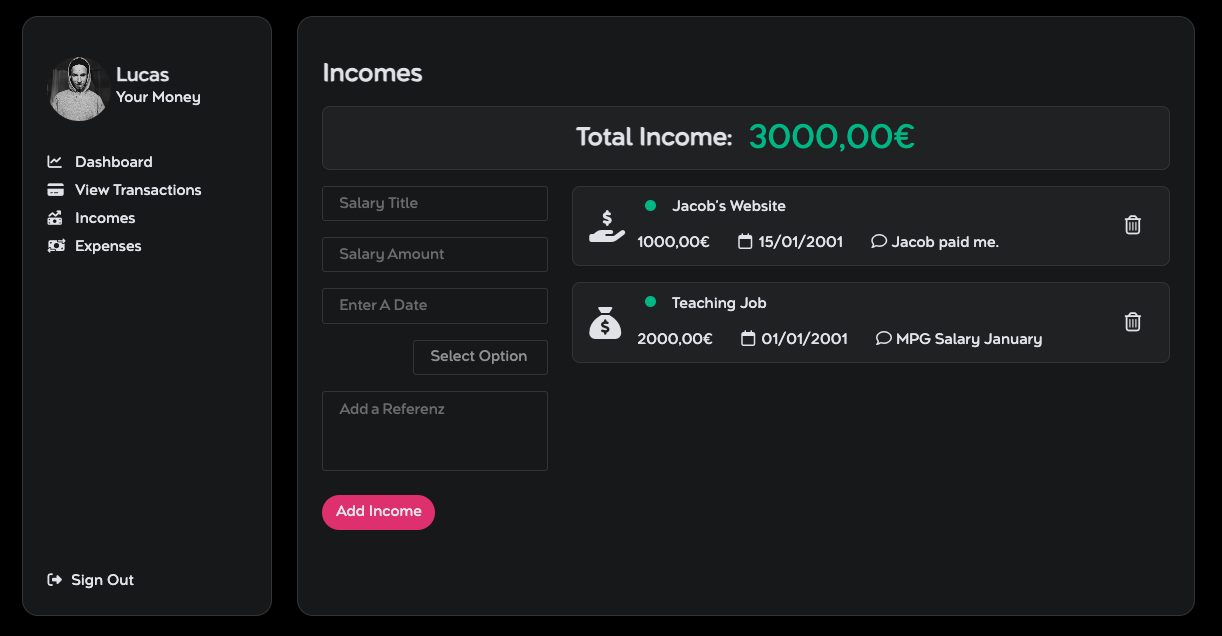 Lucas
Your Money
Dashboard
View Transactions
Incomes
Expenses
Sign Out
Incomes
Total Income: 3000,00€
Salary Title
Salary Amount
Enter A Date
Select Option
Add a Referenz
Add Income
Jacob's Website
1000,00€ 15/01/2001 Jacob paid me.
Teaching Job
2000,00€ 01/01/2001 MPG Salary January